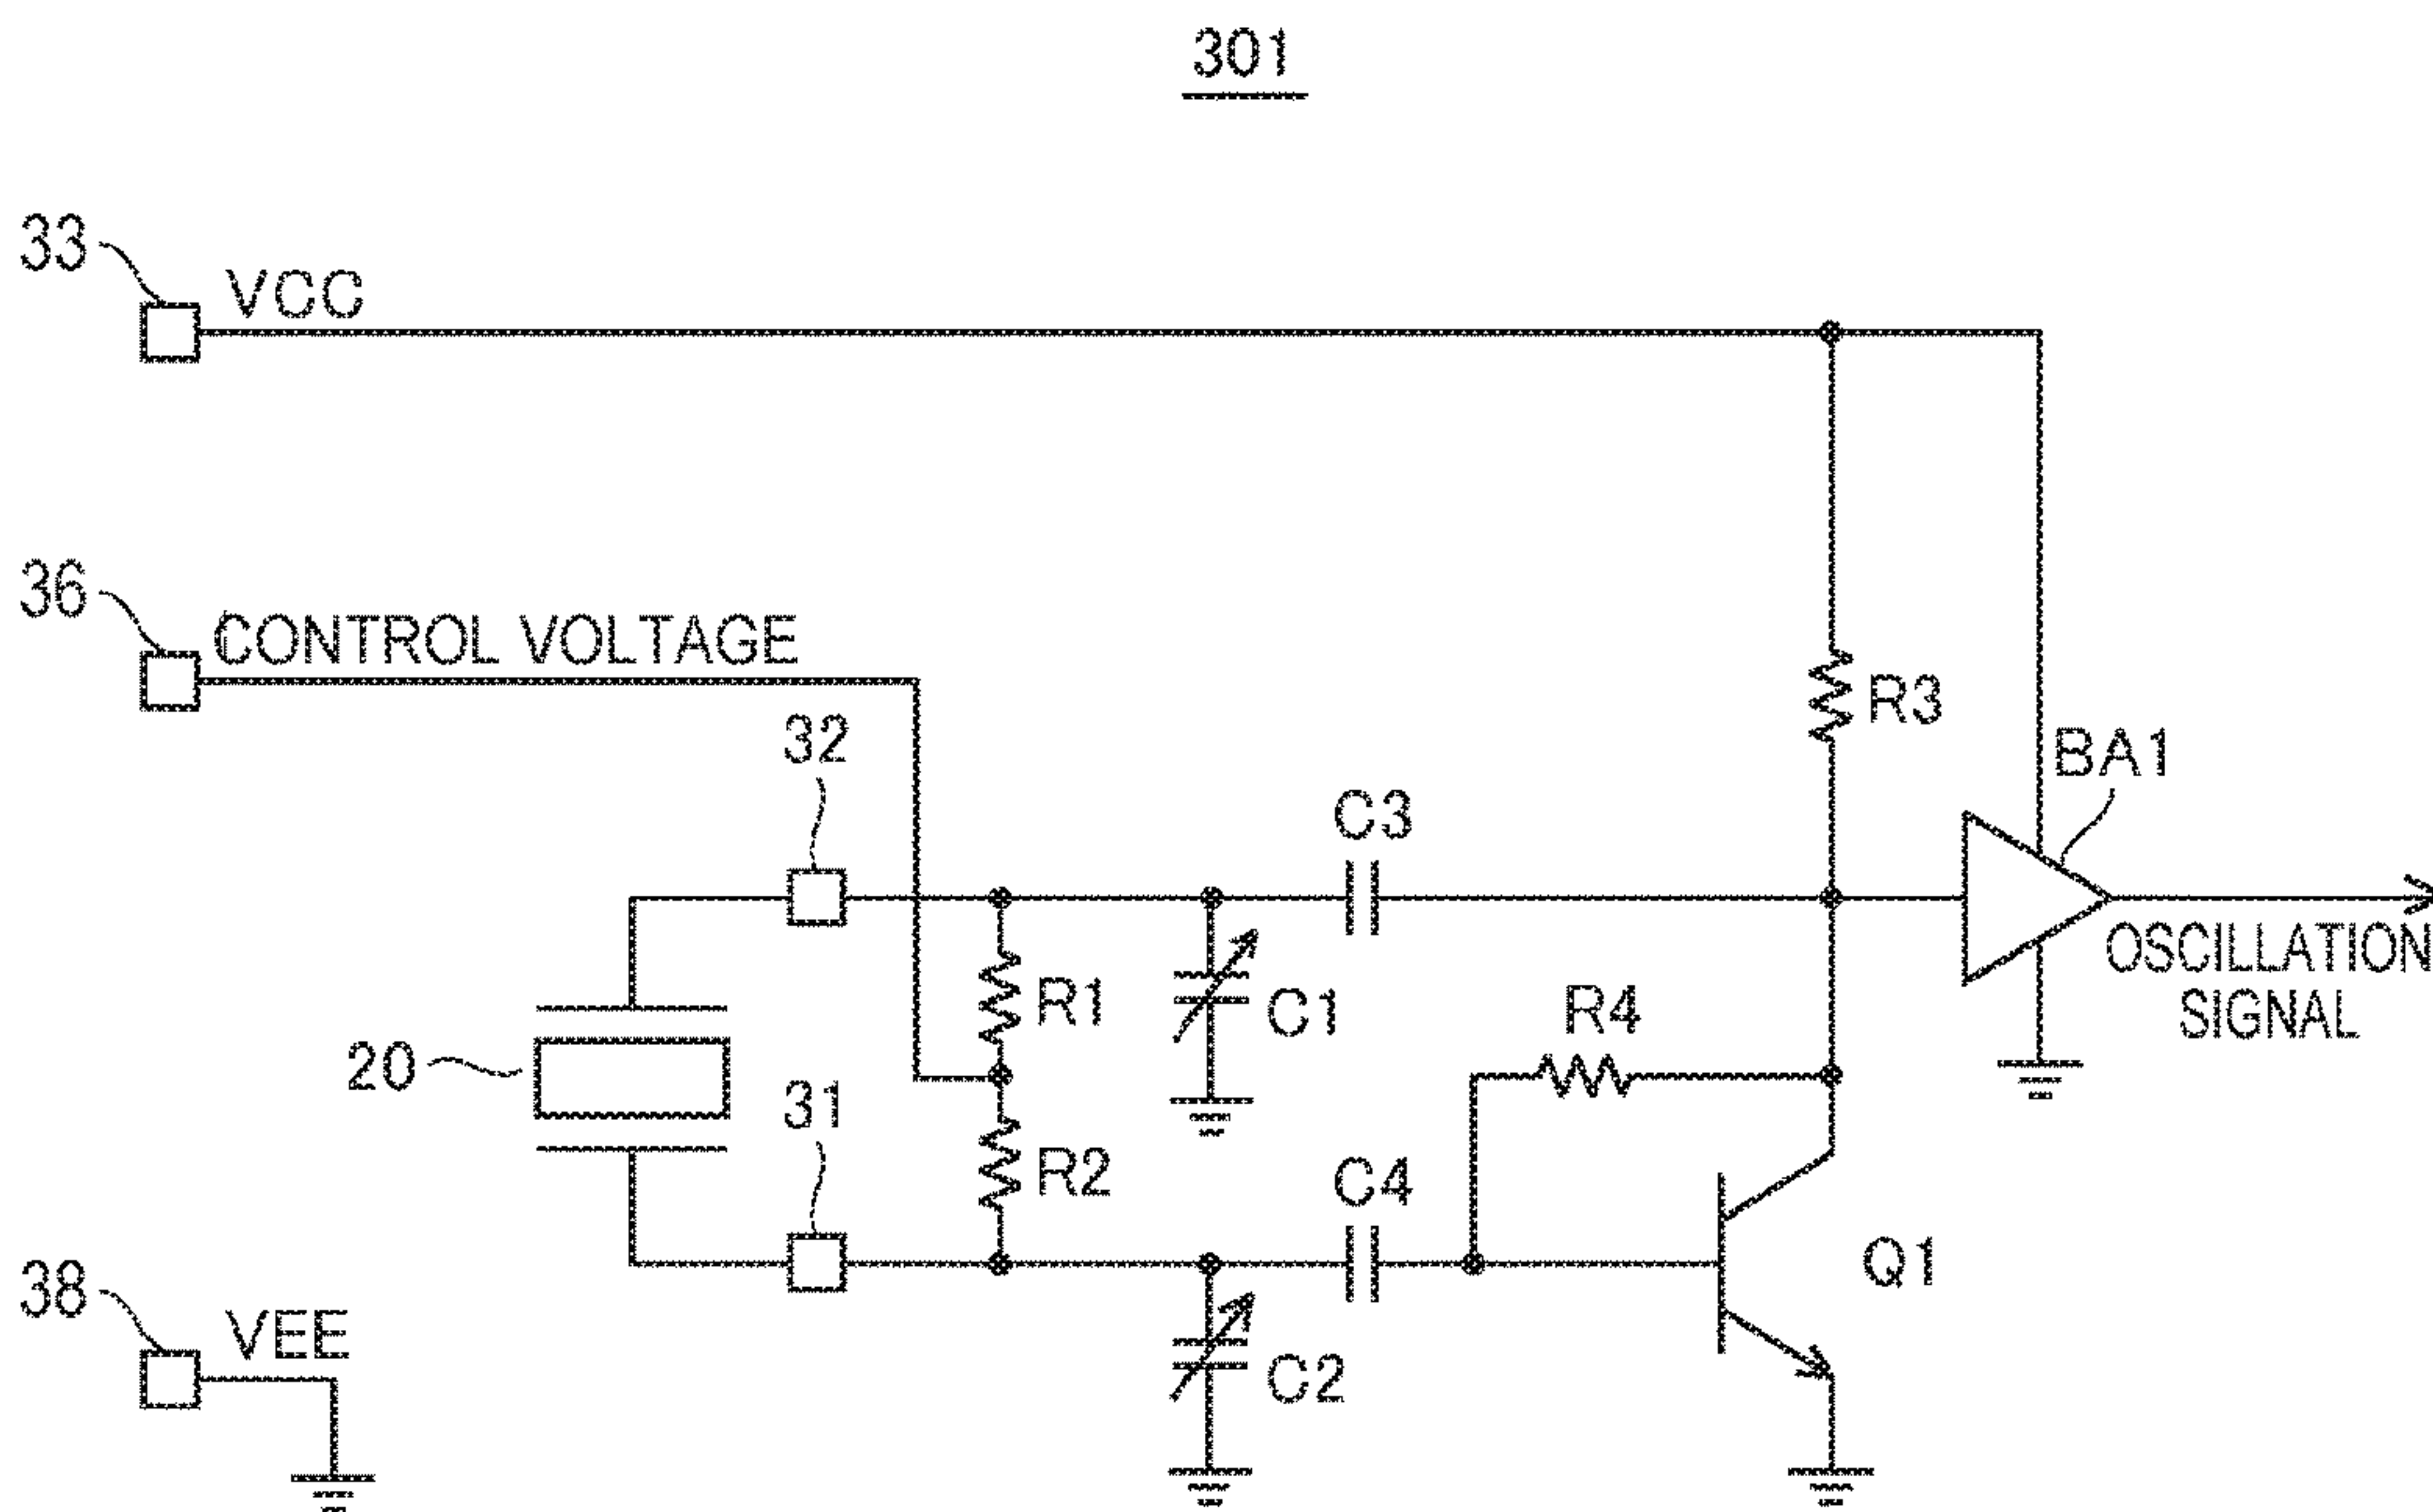 301
33
VCC
36
CONTROL VOLTAGE
32
R3
BA1
C3
OSCILLATION
SIGNAL
R1
C1
R4
20
31
R2
C4
Q1
38
VEE
C2